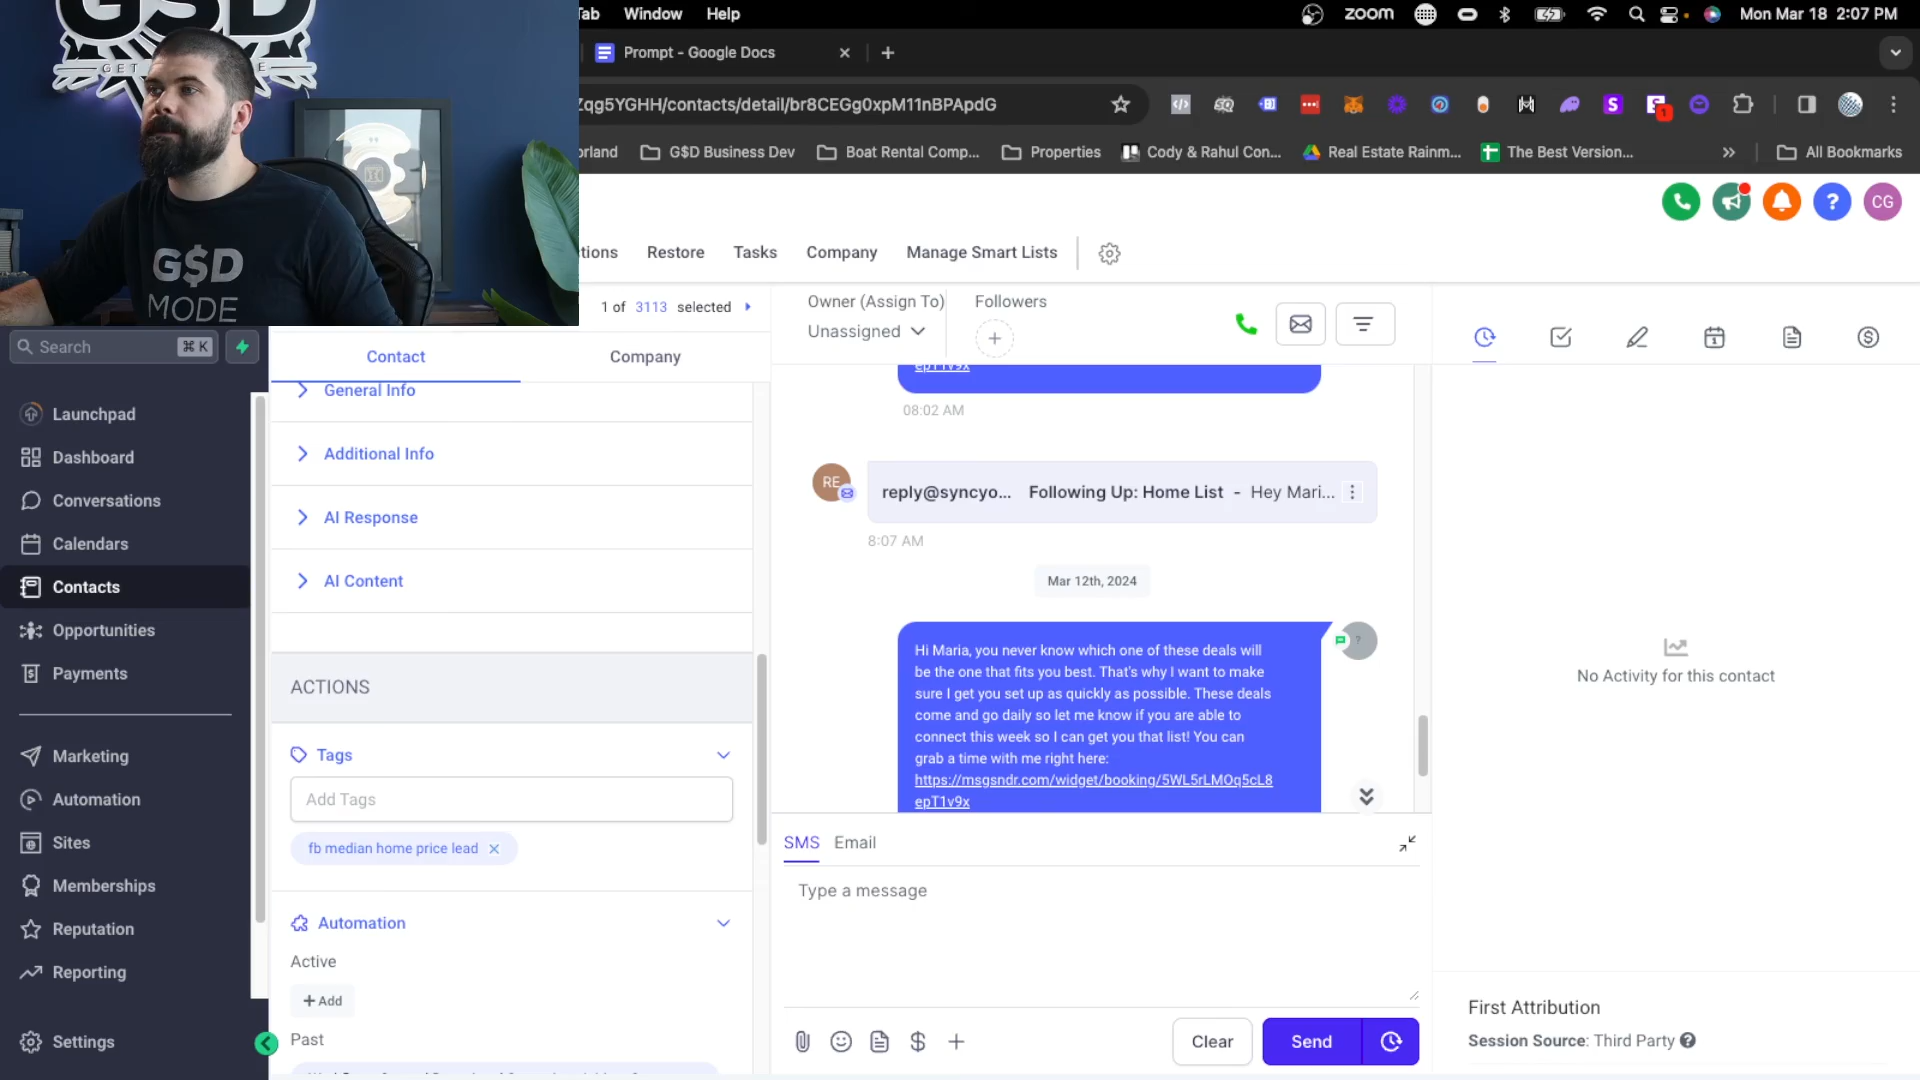 Tab Window Help
zoom
Mon Mar 18 2:07 PM
Prompt - Google Docs
Zqg5YGHH/contacts/detail/br8CEGg0xpM11nBPApdG
1
orland G$D Business Dev Boat Rental Comp... Properties Cody & Rahul Con... Real Estate Rainm... The Best Version... All Bookmarks
CG
G$D
GET
G$D
MODE
tions Restore Tasks Company Manage Smart Lists
1 of 3113 selected
Owner (Assign To)
Unassigned
Followers
Search ⌘ K
Launchpad
Dashboard
Conversations
Calendars
Contacts
Opportunities
Payments
Marketing
Automation
Sites
Memberships
Reputation
Reporting
Settings
Contact Company
General Info
Additional Info
AI Response
AI Content
ACTIONS
Tags
Add Tags
fb median home price lead
Automation
Active
+ Add
Past
epT1v9x
08:02 AM
RE
reply@syncyo... Following Up: Home List - Hey Mari...
8:07 AM
Mar 12th, 2024
Hi Maria, you never know which one of these deals will
be the one that fits you best. That's why I want to make
sure I get you set up as quickly as possible. These deals
come and go daily so let me know if you are able to
connect this week so I can get you that list! You can
grab a time with me right here:
https://msgsndr.com/widget/booking/5WL5rLMOq5cL8
epT1v9x
?
SMS Email
Type a message
Clear Send
No Activity for this contact
First Attribution
Session Source: Third Party